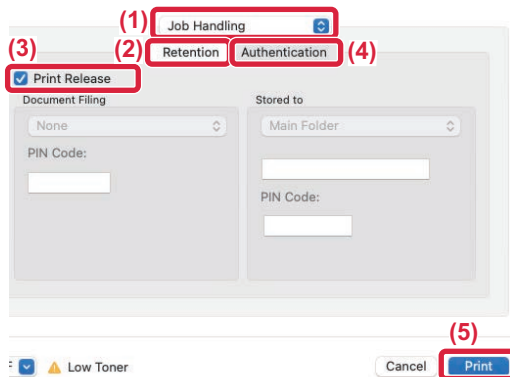 (1)
Job Handling
(3)
(2)
Retention
Authentication
(4)
Print Release
Document Filing
Stored to
None
Main Folder
PIN Code:
PIN Code:
(5)
Low Toner
Cancel
Print